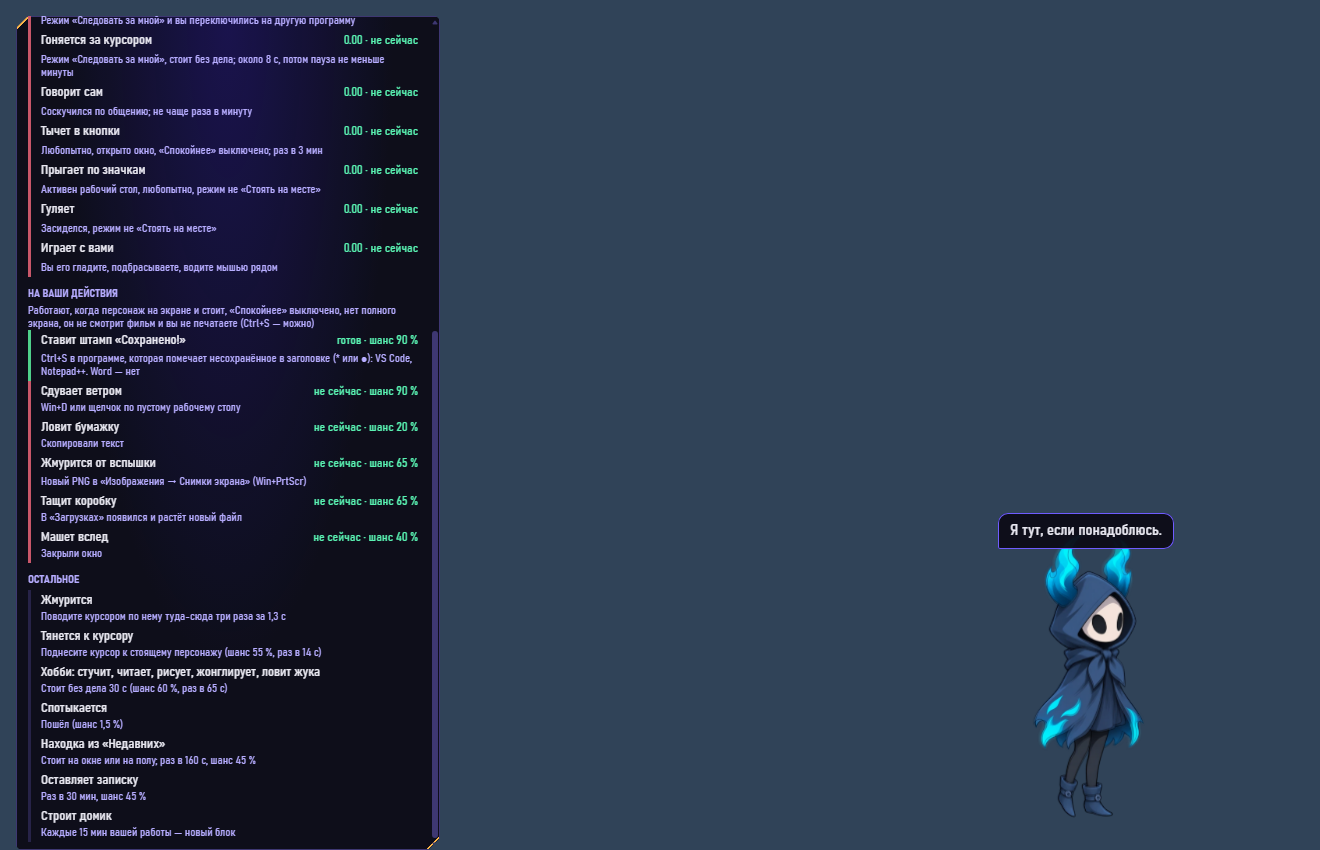 Режим «Следовать за мной» и вы переключились на другую программу
Гоняется за курсором 0.00 · не сейчас
Режим «Следовать за мной», стоит без дела; около 8 с, потом пауза не меньше
минуты
Говорит сам 0.00 · не сейчас
Соскучился по общению; не чаще раза в минуту
Тычет в кнопки 0.00 · не сейчас
Любопытно, открыто окно, «Спокойнее» выключено; раз в 3 мин
Прыгает по значкам 0.00 · не сейчас
Активен рабочий стол, любопытно, режим не «Стоять на месте»
Гуляет 0.00 · не сейчас
Засиделся, режим не «Стоять на месте»
Играет с вами 0.00 · не сейчас
Вы его гладите, подбрасываете, водите мышью рядом
НА ВАШИ ДЕЙСТВИЯ
Работают, когда персонаж на экране и стоит, «Спокойнее» выключено, нет полного
экрана, он не смотрит фильм и вы не печатаете (Ctrl+S — можно)
Ставит штамп «Сохранено!» готов · шанс 90 %
Ctrl+S в программе, которая помечает несохранённое в заголовке (* или ●): VS Code,
Notepad++. Word — нет
Сдувает ветром не сейчас · шанс 90 %
Win+D или щелчок по пустому рабочему столу
Ловит бумажку не сейчас · шанс 20 %
Скопировали текст
Жмурится от вспышки не сейчас · шанс 65 %
Новый PNG в «Изображения → Снимки экрана» (Win+PrtScr)
Тащит коробку не сейчас · шанс 65 %
В «Загрузках» появился и растёт новый файл
Машет вслед не сейчас · шанс 40 %
Закрыли окно
ОСТАЛЬНОЕ
Жмурится
Поводите курсором по нему туда-сюда три раза за 1,3 с
Тянется к курсору
Поднесите курсор к стоящему персонажу (шанс 55 %, раз в 14 с)
Хобби: стучит, читает, рисует, жонглирует, ловит жука
Стоит без дела 30 с (шанс 60 %, раз в 65 с)
Спотыкается
Пошёл (шанс 1,5 %)
Находка из «Недавних»
Стоит на окне или на полу; раз в 160 с, шанс 45 %
Оставляет записку
Раз в 30 мин, шанс 45 %
Строит домик
Каждые 15 мин вашей работы — новый блок
Я тут, если понадоблюсь.